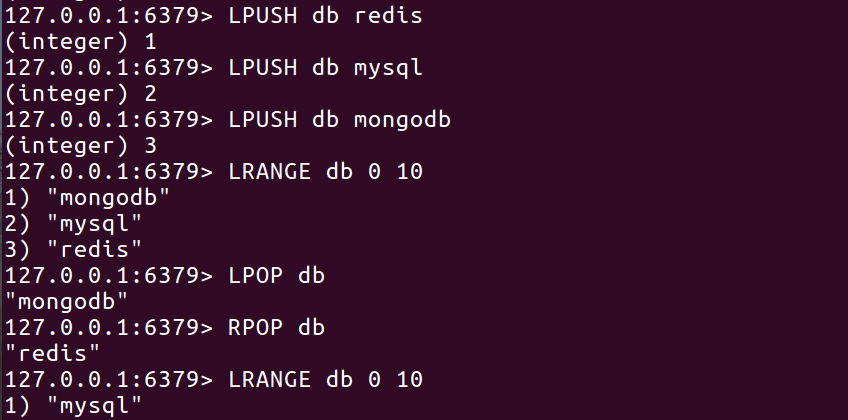 127.0.0.1:6379> LPUSH db redis
(integer) 1
127.0.0.1:6379> LPUSH db mysql
(integer) 2
127.0.0.1:6379> LPUSH db mongodb
(integer) 3
127.0.0.1:6379> LRANGE db 0 10
1) "mongodb"
2) "mysql"
3) "redis"
127.0.0.1:6379> LPOP db
"mongodb"
127.0.0.1:6379> RPOP db
"redis"
127.0.0.1:6379> LRANGE db 0 10
1) "mysql"